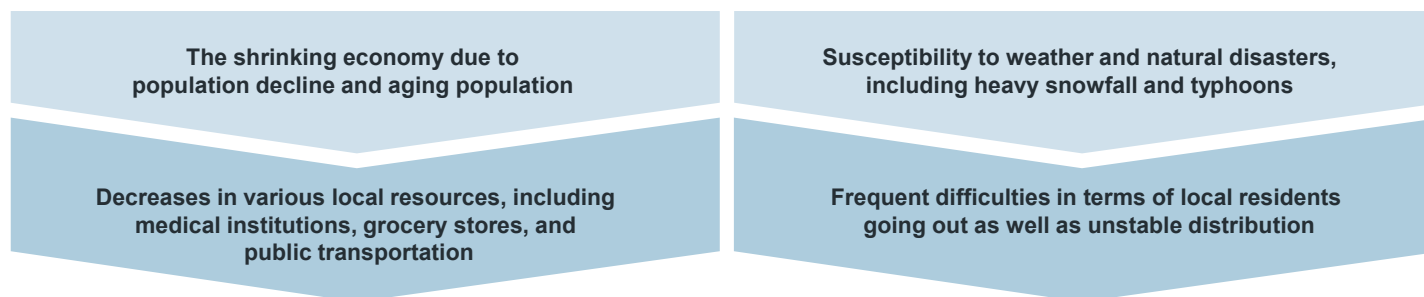 The shrinking economy due to
population decline and aging population
Decreases in various local resources, including
medical institutions, grocery stores, and
public transportation
Susceptibility to weather and natural disasters,
including heavy snowfall and typhoons
Frequent difficulties in terms of local residents
going out as well as unstable distribution